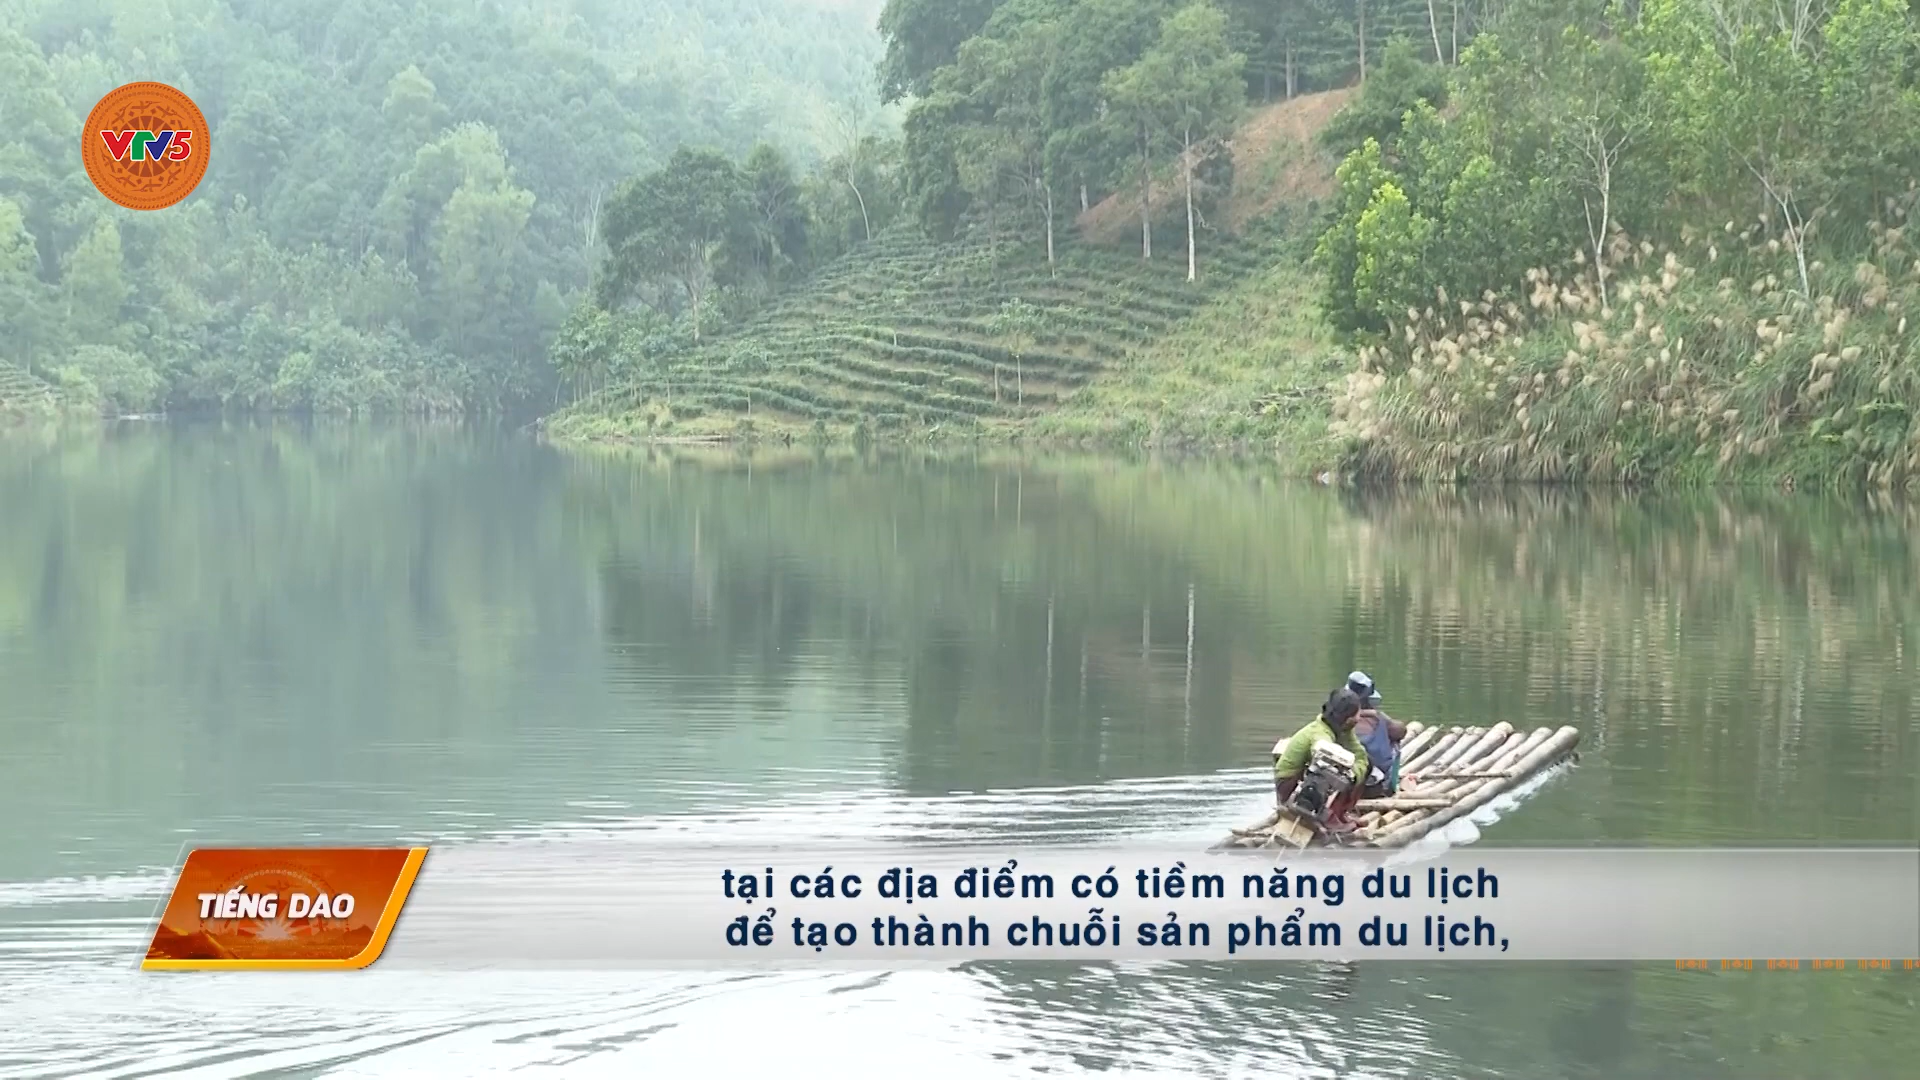 VTV5
TIẾNG DAO
tại các địa điểm có tiềm năng du lịch
để tạo thành chuỗi sản phẩm du lịch,